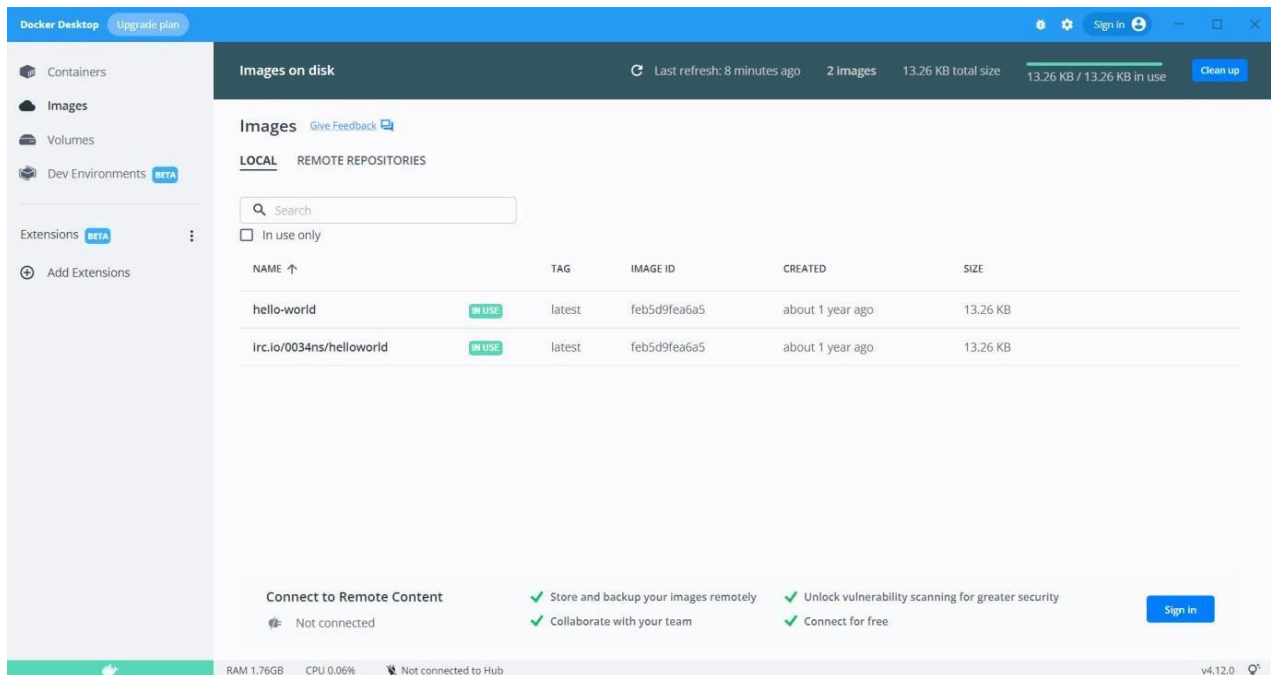 Docker Desktop Upgrade plan Sign in
Containers
Images
Volumes
Dev Environments BETA
Extensions BETA
Add Extensions
Images on disk Last refresh: 8 minutes ago 2 images 13.26 KB total size 13.26 KB / 13.26 KB in use Clean up
Images Give Feedback
LOCAL REMOTE REPOSITORIES
Search
In use only
NAME TAG IMAGE ID CREATED SIZE
hello-world IN USE latest feb5d9fea6a5 about 1 year ago 13.26 KB
irc.io/0034ns/helloworld IN USE latest feb5d9fea6a5 about 1 year ago 13.26 KB
Connect to Remote Content
Not connected
Store and backup your images remotely
Collaborate with your team
Unlock vulnerability scanning for greater security
Connect for free
Sign in
RAM 1.76GB CPU 0.06% Not connected to Hub v4.12.0